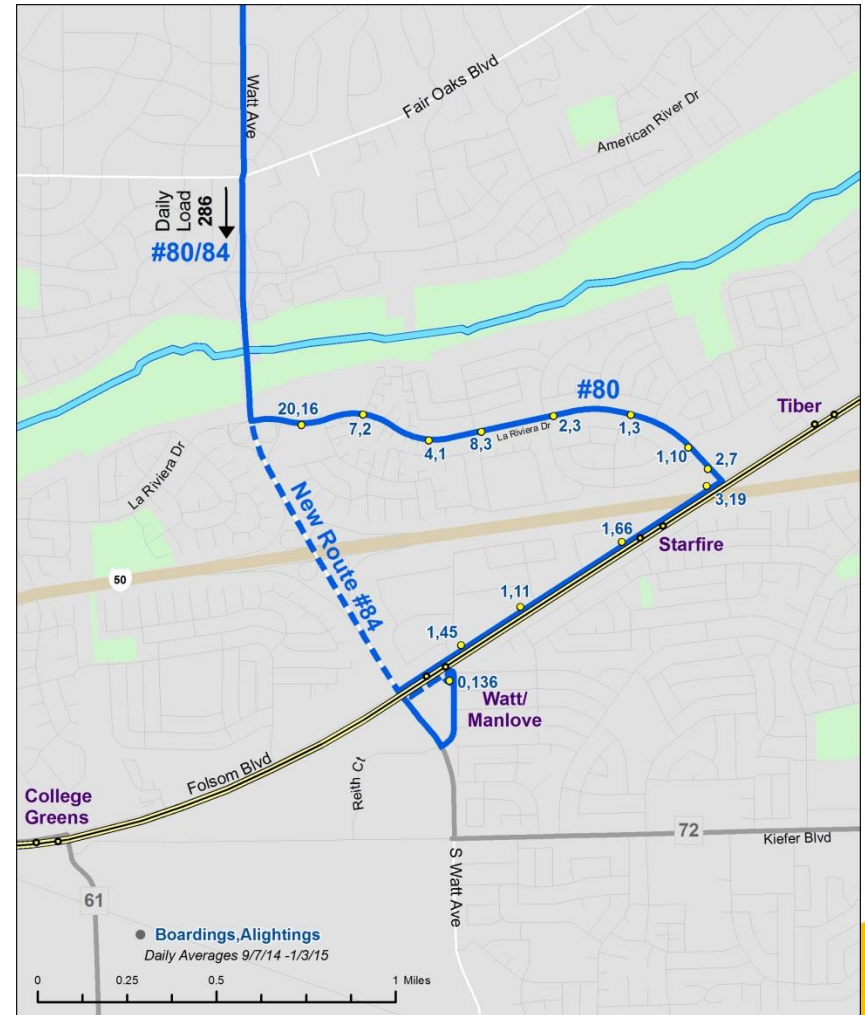 Watt Ave
Fair Oaks Blvd
American River Dr
Daily
Load
286
#80/84
#80
Tiber
20,16
7,2
4,1
8,3
La Riviera Dr
2,3
1,3
1,10
2,7
3,19
La Riviera Dr
New Route #84
50
1,66
Starfire
1,11
1,45
0,136
Watt/
Manlove
Folsom Blvd
Reith Ct
College
Greens
72
Kiefer Blvd
61
S Watt Ave
Boardings,Alightings
Daily Averages 9/7/14 -1/3/15
0 0.25 0.5 1 Miles